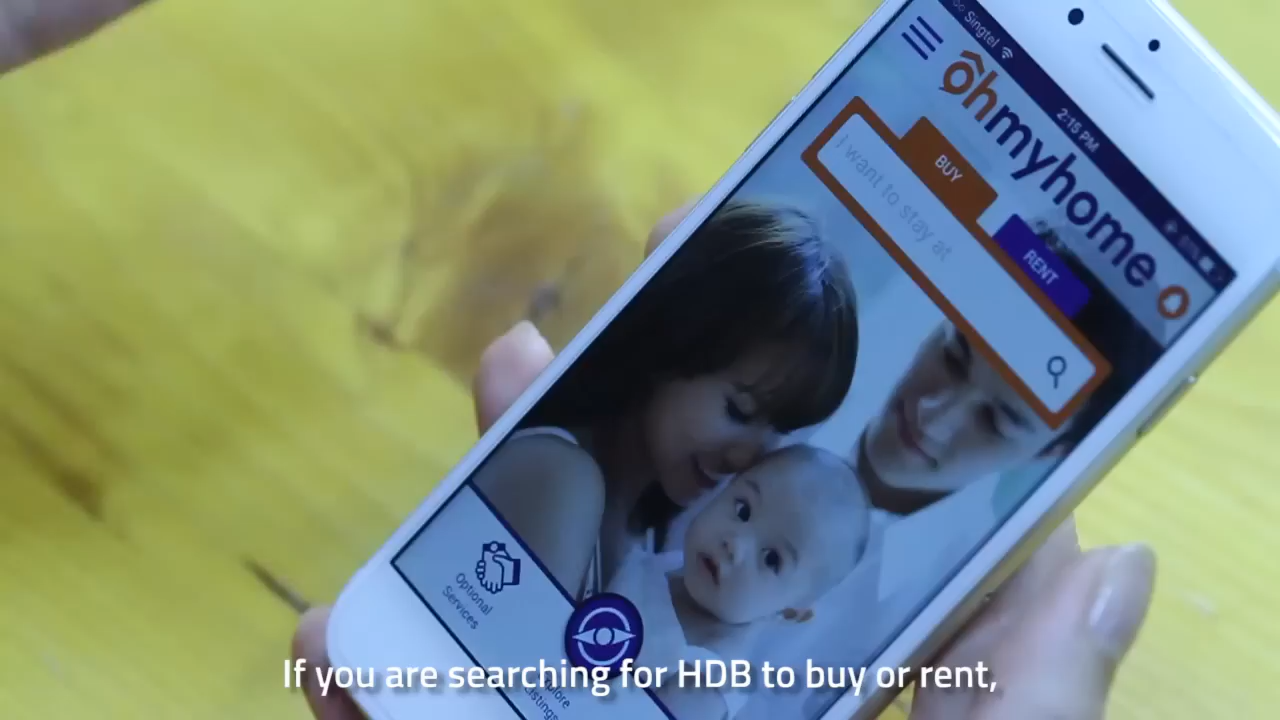 Singtel
2:15 PM
ohmyhome
BUY
RENT
I want to stay at
Optional
Services
If you are searching for HDB to buy or rent,